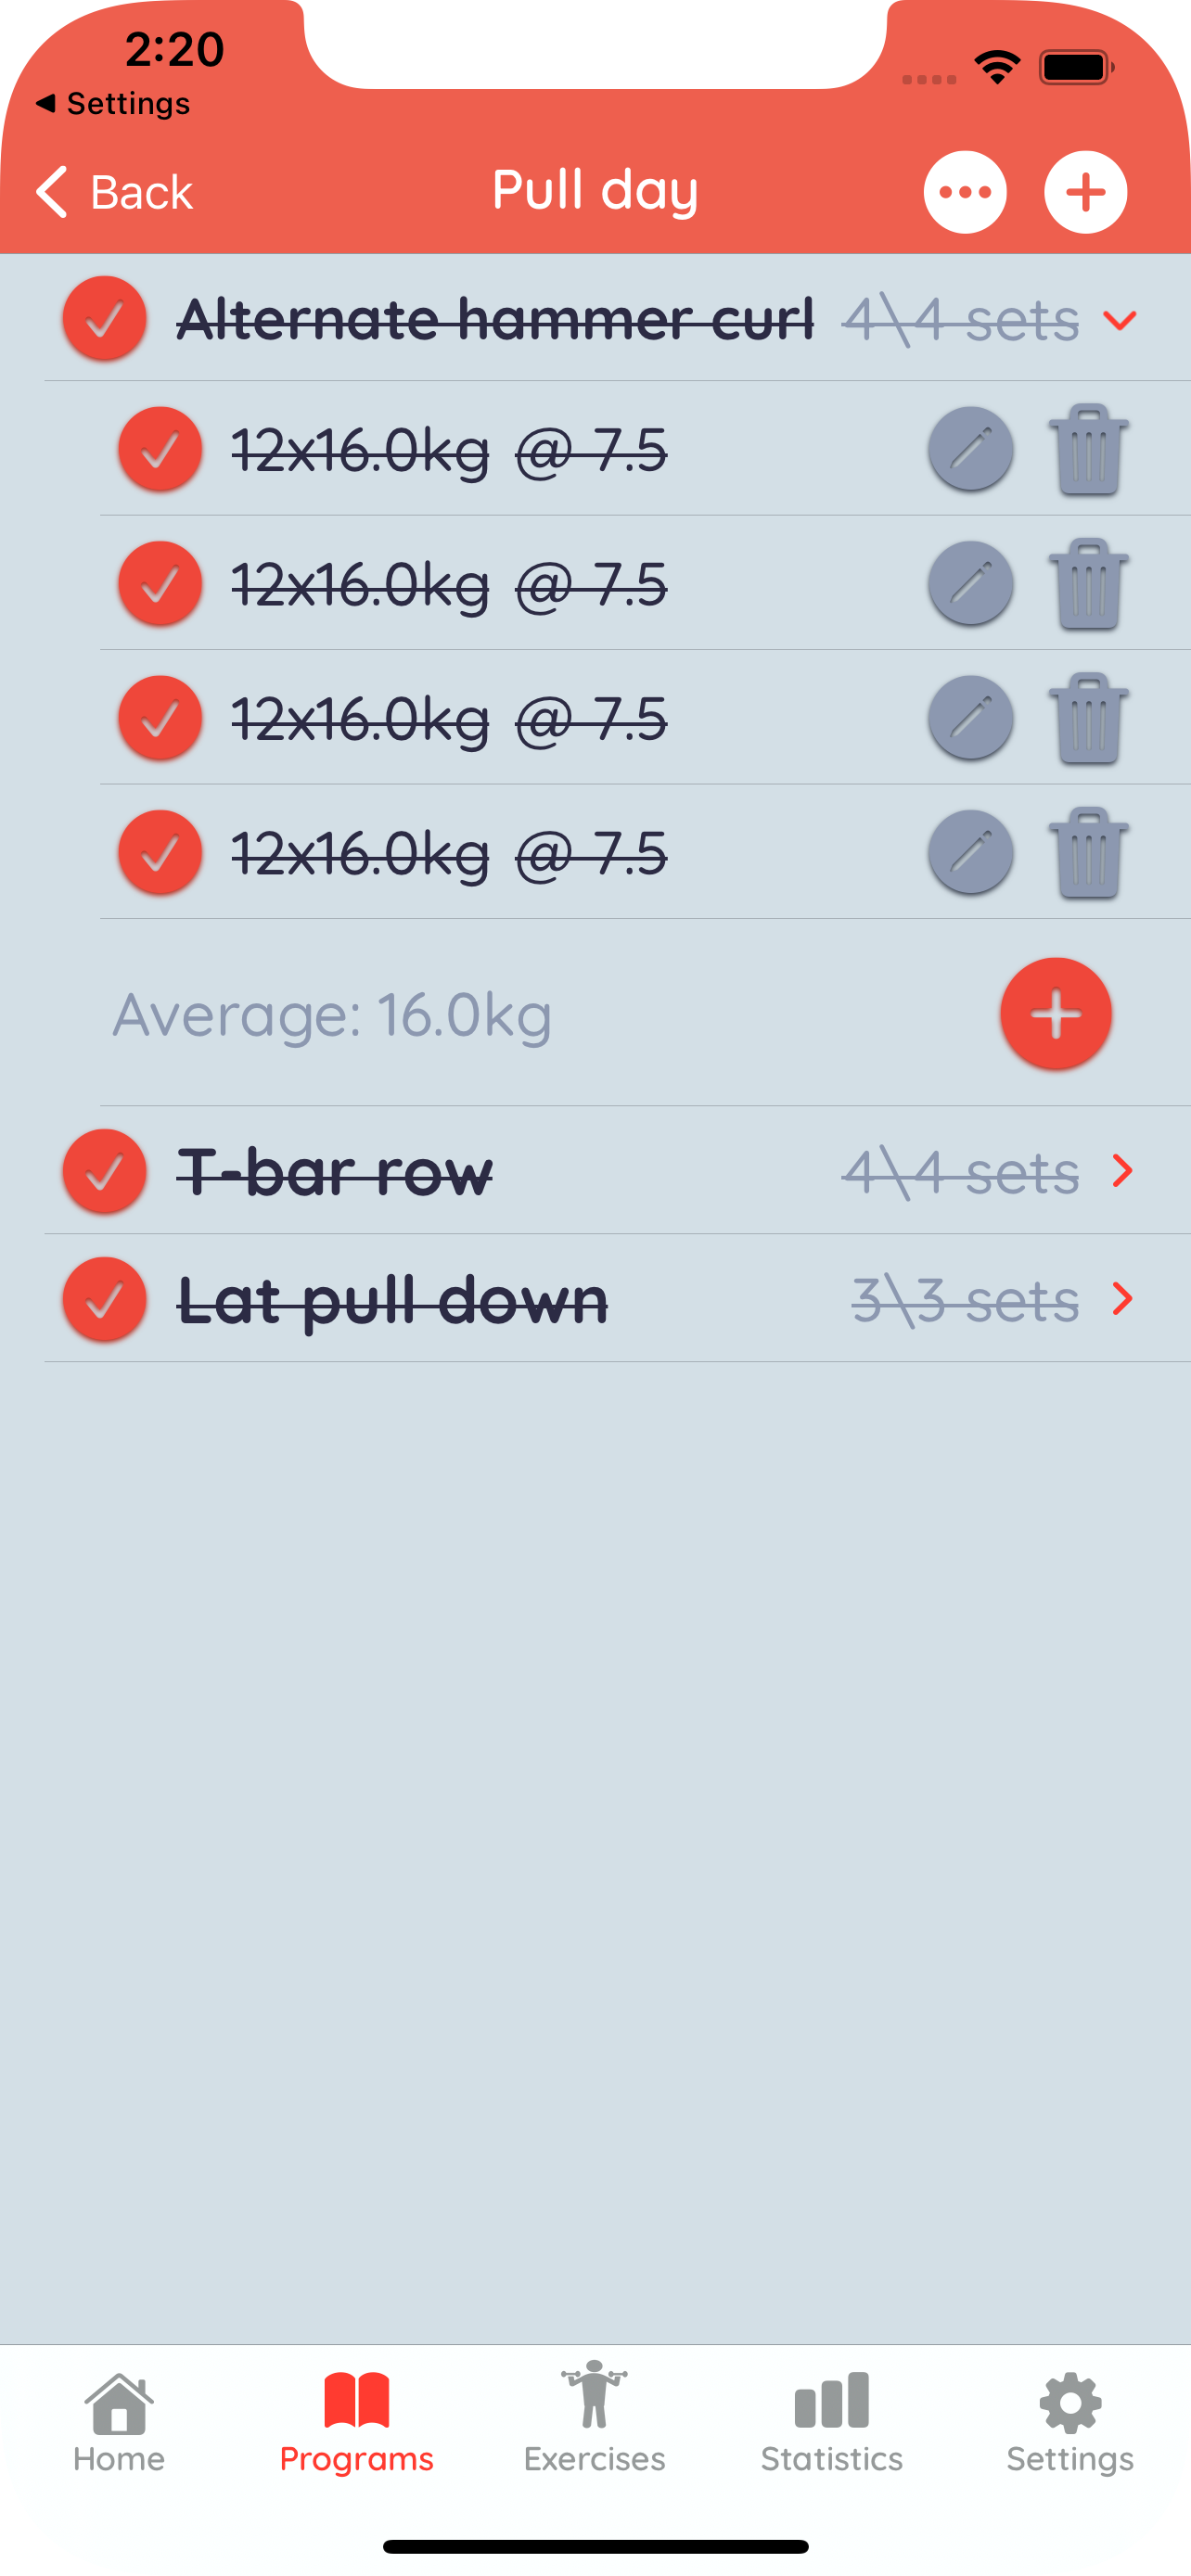 2:20
Settings
Back
Pull day
Alternate hammer curl 4\4 sets
12x16.0kg @ 7.5
12x16.0kg @ 7.5
12x16.0kg @ 7.5
12x16.0kg @ 7.5
Average: 16.0kg
T-bar row 4\4 sets
Lat pull down 3\3 sets
Home Programs Exercises Statistics Settings